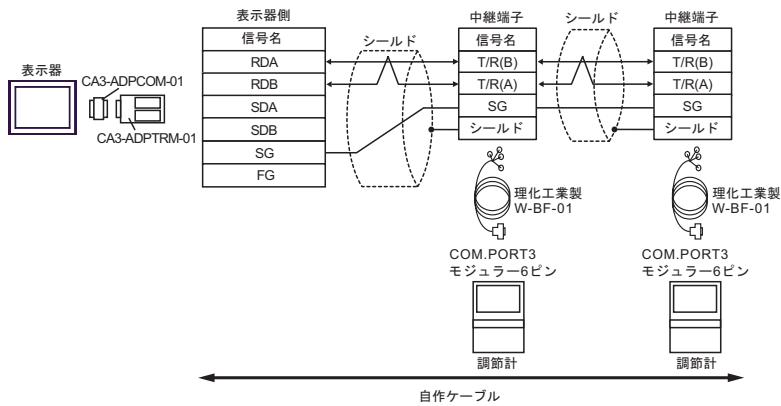 表示器側
中継端子
シールド
中継端子
信号名
シールド
信号名
信号名
表示器
CA3-ADPCOM-01
CA3-ADPTRM-01
RDA
RDB
SDA
SDB
SG
FG
T/R(B)
T/R(A)
SG
シールド
T/R(B)
T/R(A)
SG
シールド
理化工業製
W-BF-01
理化工業製
W-BF-01
COM.PORT3
モジュラー6ピン
COM.PORT3
モジュラー6ピン
調節計
調節計
自作ケーブル